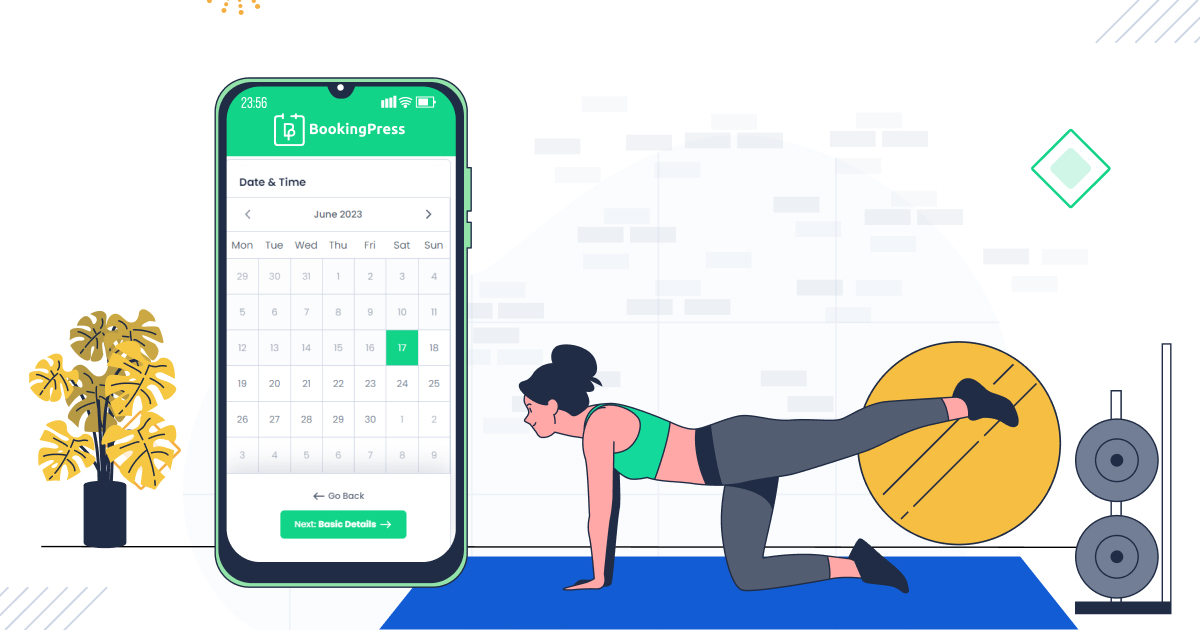 23:56
BookingPress
Date & Time
June 2023
Mon Tue Wed Thu Fri Sat Sun
29 30 31 1 2 3 4
5 6 7 8 9 10 11
12 13 14 15 16 17 18
19 20 21 22 23 24 25
26 27 28 29 30 1 2
3 4 5 6 7 8 9
← Go Back
Next: Basic Details →